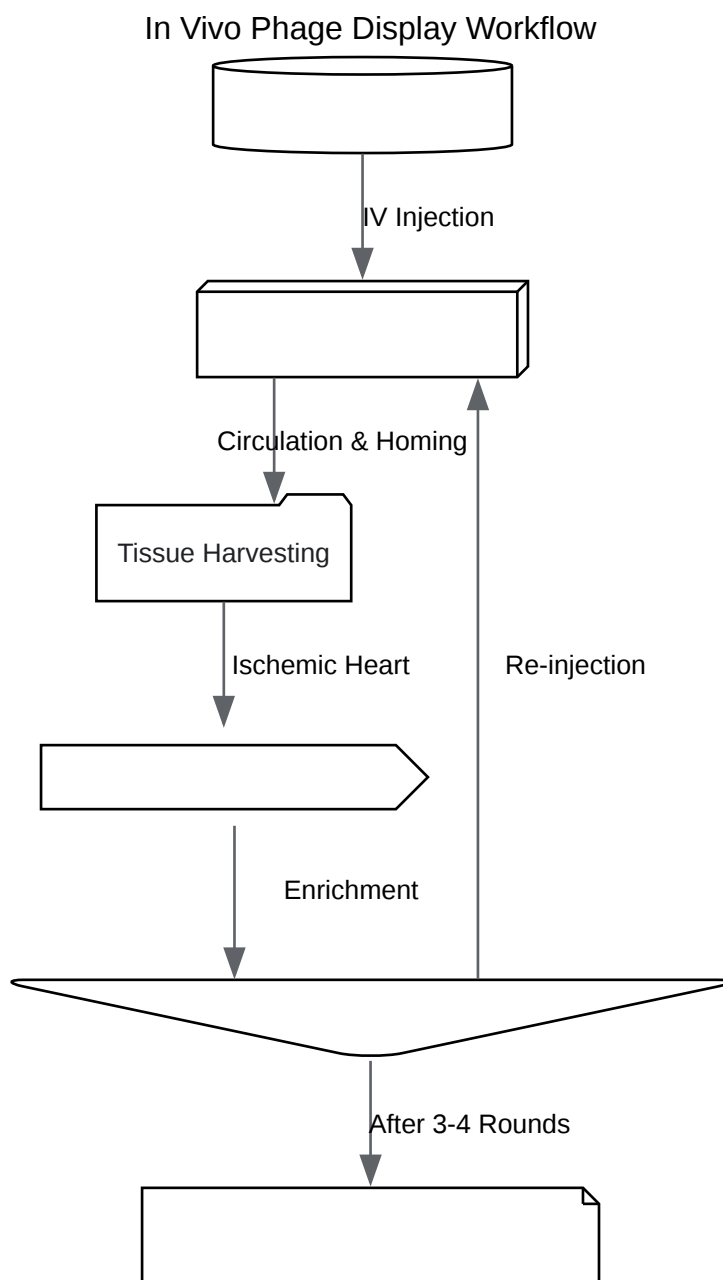 In Vivo Phage Display Workflow
IV Injection
Circulation & Homing
Tissue Harvesting
Ischemic Heart
Re-injection
Enrichment
After 3-4 Rounds